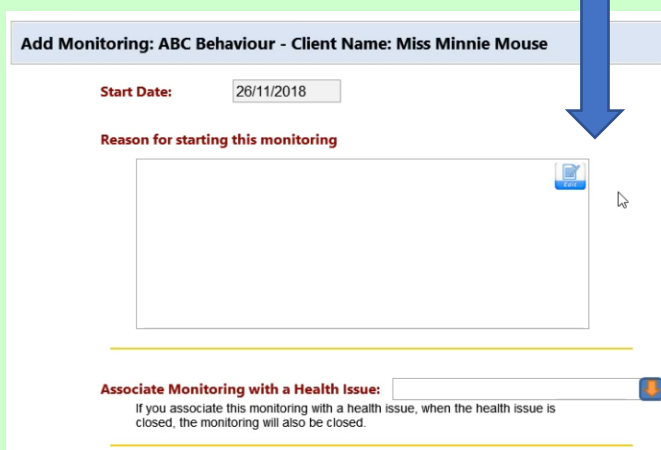 Add Monitoring: ABC Behaviour - Client Name: Miss Minnie Mouse
Start Date: 26/11/2018
Reason for starting this monitoring
Edit
Associate Monitoring with a Health Issue:
If you associate this monitoring with a health issue, when the health issue is
closed, the monitoring will also be closed.